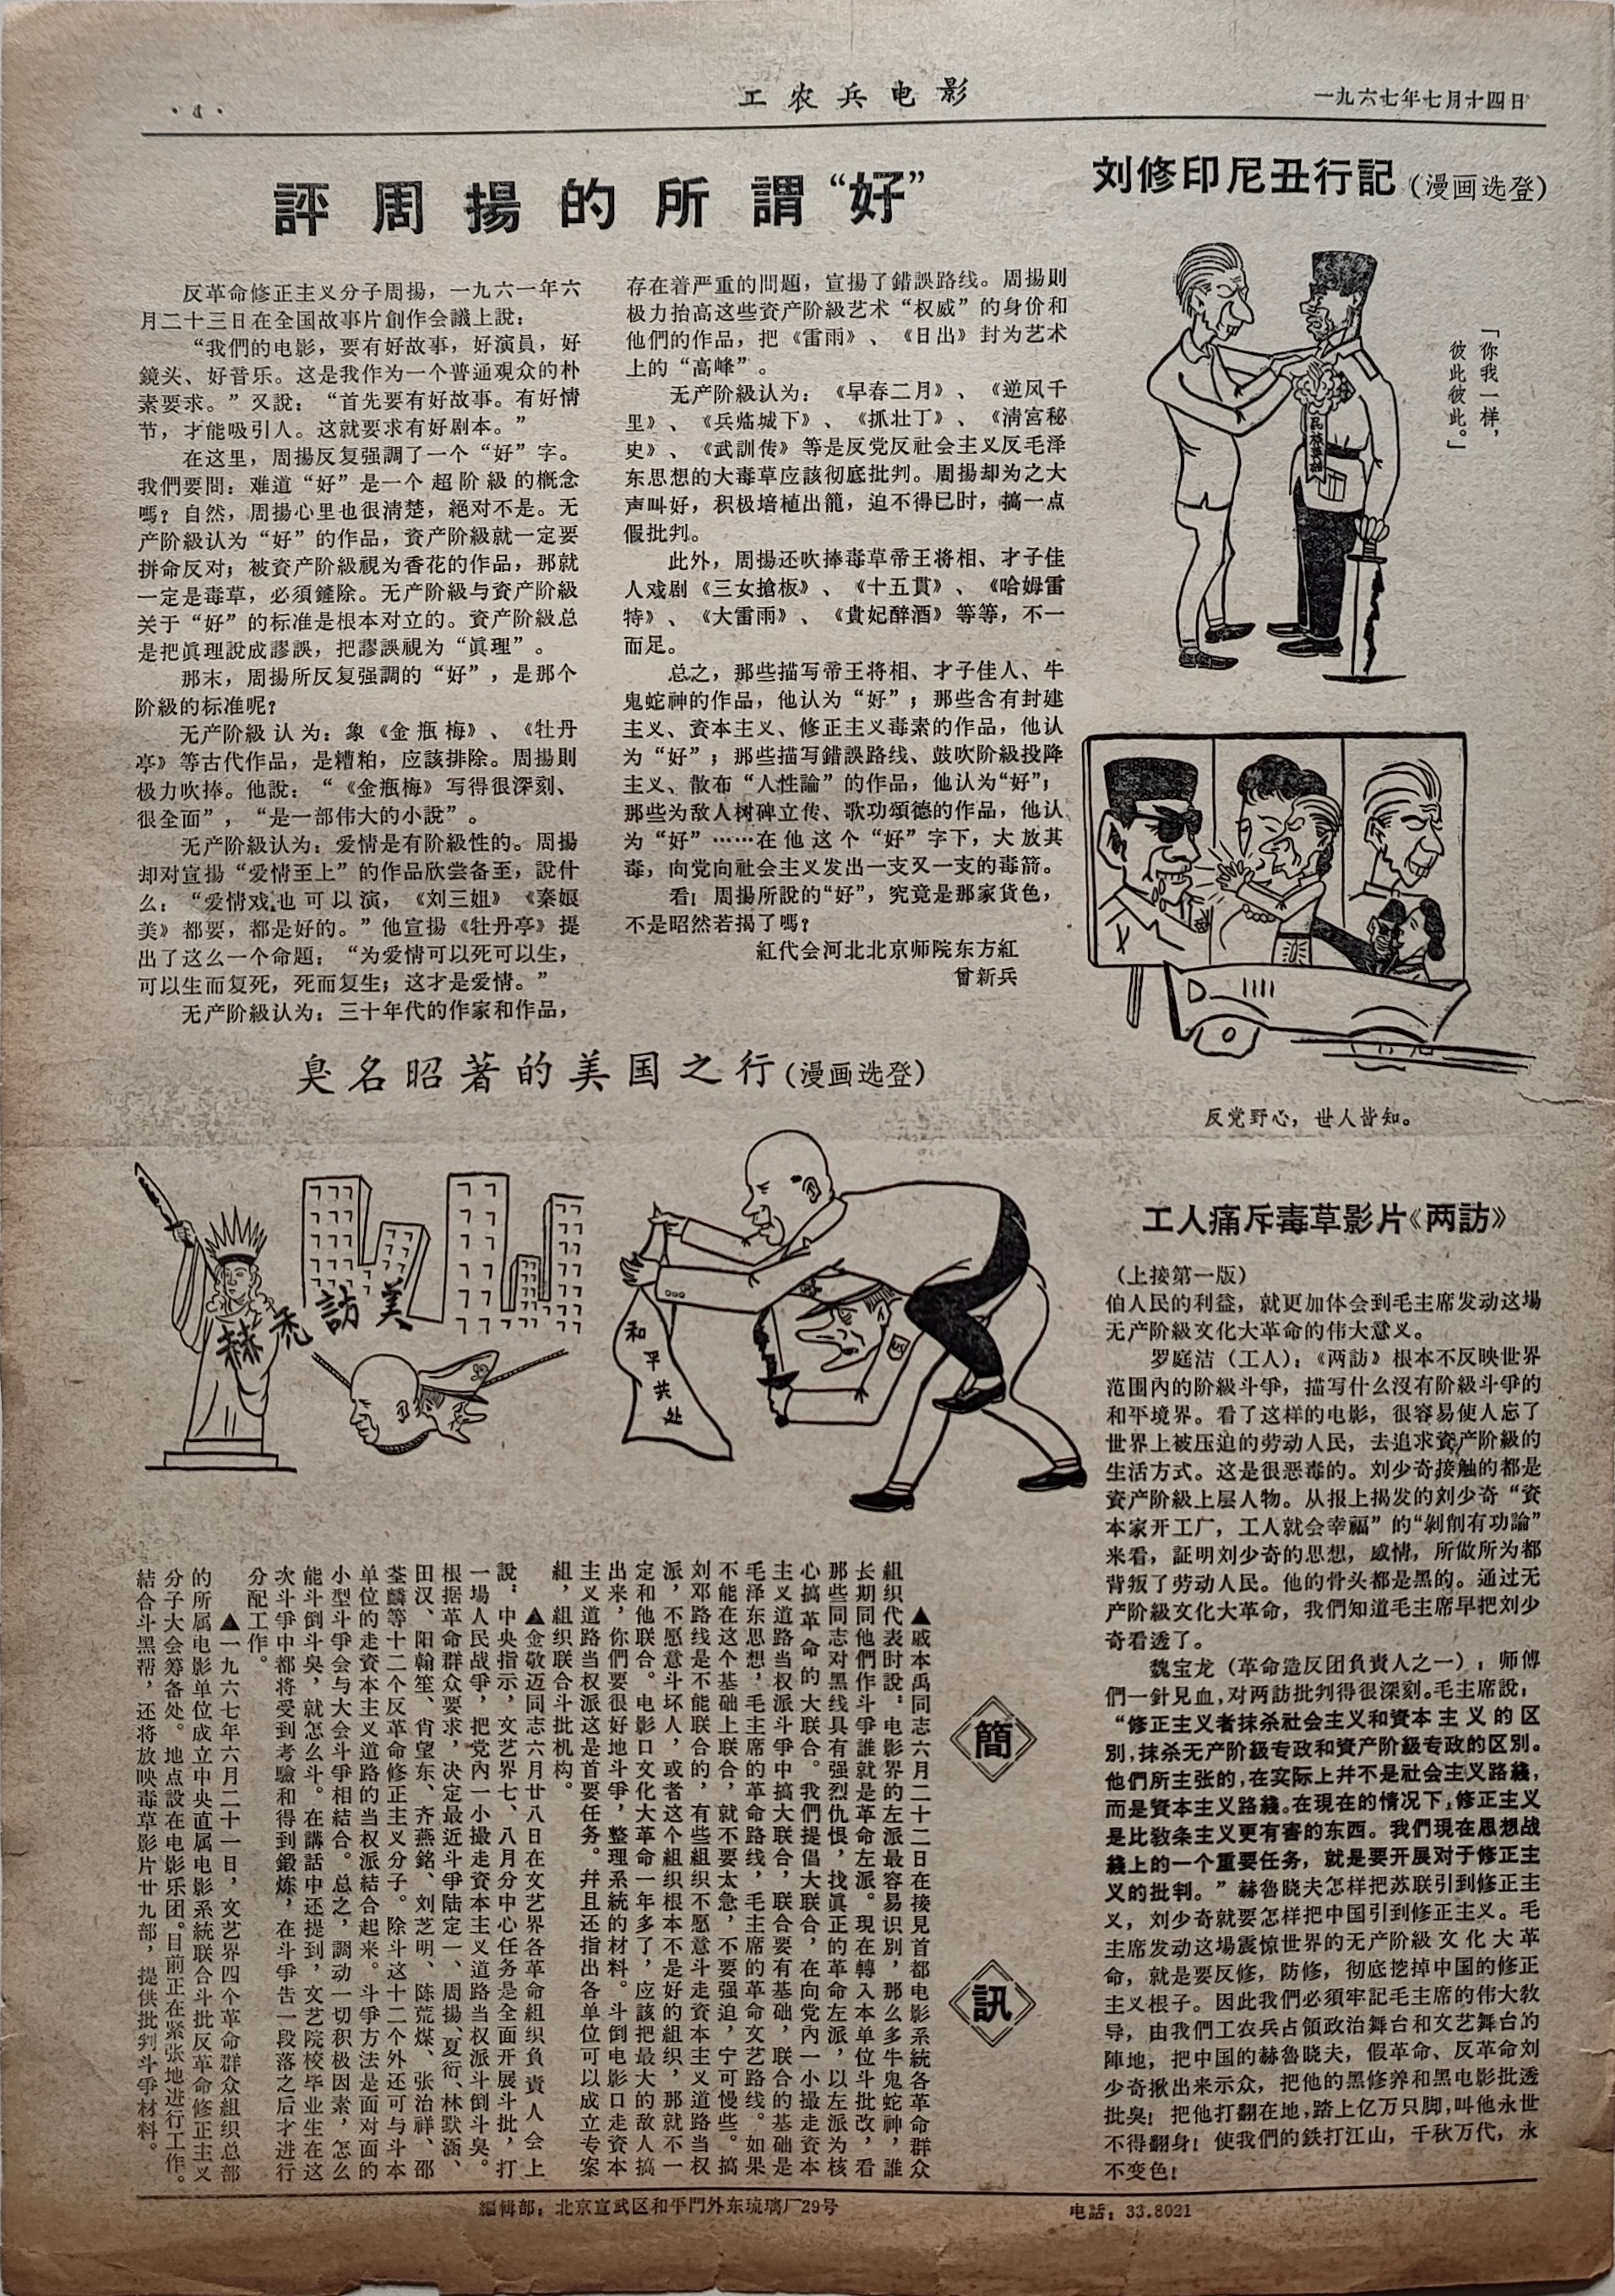 ·4·
工农兵电影
一九六七年七月十四日
評周揚的所謂“好”
反革命修正主义分子周揚，一九六一年六
月二十三日在全国故事片創作会議上說：
“我們的电影，要有好故事，好演員，好
鏡头、好音乐。这是我作为一个普通观众的朴
素要求。”又說：“首先要有好故事。有好情
节，才能吸引人。这就要求有好剧本。”
在这里，周揚反复强調了一个“好”字。
我們要問：难道“好”是一个超阶級的概念
嗎？自然，周揚心里也很清楚，絕对不是。无
产阶級认为“好”的作品，資产阶級就一定要
拼命反对；被資产阶級視为香花的作品，那就
一定是毒草，必須鏟除。无产阶級与資产阶級
关于“好”的标准是根本对立的。資产阶級总
是把眞理說成謬誤，把謬誤視为“眞理”。
那末，周揚所反复强調的“好”，是那个
阶級的标准呢？
无产阶級认为：象《金瓶梅》、《牡丹
亭》等古代作品，是糟粕，应該排除。周揚則
极力吹捧。他說：“《金瓶梅》写得很深刻、
很全面”，“是一部伟大的小說”。
无产阶級认为：爱情是有阶級性的。周揚
却对宣揚“爱情至上”的作品欣尝备至，說什
么：“爱情戏也可以演，《刘三姐》《秦娘
美》都要，都是好的。”他宣揚《牡丹亭》提
出了这么一个命題：“为爱情可以死可以生，
可以生而复死，死而复生；这才是爱情。”
无产阶級认为：三十年代的作家和作品，
存在着严重的問題，宣揚了錯誤路线。周揚則
极力抬高这些資产阶級艺术“权威”的身价和
他們的作品，把《雷雨》、《日出》封为艺术
上的“高峰”。
无产阶級认为：《早春二月》、《逆风千
里》、《兵临城下》、《抓壮丁》、《清宮秘
史》、《武訓传》等是反党反社会主义反毛泽
东思想的大毒草应該彻底批判。周揚却为之大
声叫好，积极培植出籠，迫不得已时，搞一点
假批判。
此外，周揚还吹捧毒草帝王将相、才子佳
人戏剧《三女搶板》、《十五貫》、《哈姆雷
特》、《大雷雨》、《貴妃醉酒》等等，不一
而足。
总之，那些描写帝王将相、才子佳人、牛
鬼蛇神的作品，他认为“好”；那些含有封建
主义、資本主义、修正主义毒素的作品，他认
为“好”；那些描写錯誤路线、鼓吹阶級投降
主义、散布“人性論”的作品，他认为“好”；
那些为敌人树碑立传、歌功頌德的作品，他认
为“好”……在他这个“好”字下，大放其
毒，向党向社会主义发出一支又一支的毒箭。
看！周揚所說的“好”，究竟是那家貨色，
不是昭然若揭了嗎？
紅代会河北北京师院东方紅
曾新兵
刘修印尼丑行記（漫画选登）
「你我一样，
彼此彼此。」
反党野心，世人皆知。
臭名昭著的美国之行（漫画选登）
赫秃訪美
和平共处
工人痛斥毒草影片《两訪》
（上接第一版）
伯人民的利益，就更加体会到毛主席发动这場
无产阶級文化大革命的伟大意义。
罗庭洁（工人）：《两訪》根本不反映世界
范围內的阶級斗爭，描写什么沒有阶級斗爭的
和平境界。看了这样的电影，很容易使人忘了
世界上被压迫的劳动人民，去追求資产阶級的
生活方式。这是很恶毒的。刘少奇接触的都是
資产阶級上层人物。从报上揭发的刘少奇“資
本家开工厂，工人就会幸福”的“剝削有功論”
来看，証明刘少奇的思想，感情，所做所为都
背叛了劳动人民。他的骨头都是黑的。通过无
产阶級文化大革命，我們知道毛主席早把刘少
奇看透了。
魏宝龙（革命造反团負責人之一）：师傅
們一針見血，对两訪批判得很深刻。毛主席說：
“修正主义者抹杀社会主义和資本主义的区
別，抹杀无产阶級专政和資产阶級专政的区別。
他們所主张的，在实际上并不是社会主义路綫，
而是資本主义路綫。在現在的情况下，修正主义
是比敎条主义更有害的东西。我們現在思想战
綫上的一个重要任务，就是要开展对于修正主
义的批判。”赫魯晓夫怎样把苏联引到修正主
义，刘少奇就要怎样把中国引到修正主义。毛
主席发动这場震惊世界的无产阶級文化大革
命，就是要反修，防修，彻底挖掉中国的修正
主义根子。因此我們必須牢記毛主席的伟大敎
导，由我們工农兵占領政治舞台和文艺舞台的
陣地，把中国的赫魯晓夫，假革命、反革命刘
少奇揪出来示众，把他的黑修养和黑电影批透
批臭！把他打翻在地，踏上亿万只脚，叫他永世
不得翻身！使我們的鉄打江山，千秋万代，永
不变色！
簡訊
▲戚本禹同志六月二十二日在接見首都电影系統各革命群众
組织代表时說：电影界的左派最容易识別，那么多牛鬼蛇神，誰
长期同他們作斗爭誰就是革命左派。現在轉入本单位斗批改，看
那些同志对黑线具有强烈仇恨，找眞正的革命左派，以左派为核
心搞革命的大联合。我們提倡大联合，在向党內一小撮走資本
主义道路当权派斗爭中搞大联合，联合要有基础，联合的基础是
毛泽东思想，毛主席的革命路线，毛主席的革命文艺路线。如果
不能在这个基础上联合，就不要太急，不要强迫，宁可慢些。搞
刘邓路线是不能联合的，有些組织不愿意斗走資本主义道路当权
派，不愿意斗坏人，或者这个組织根本不是好的組织，那就不一
定和他联合。电影口文化大革命一年多了，应該把最大的敌人搞
出来，你們要很好地斗爭，整理系統的材料。斗倒电影口走資本
主义道路当权派这是首要任务。幷且还指出各单位可以成立专案
組，組织联合斗批机构。
▲金敬迈同志六月廿八日在文艺界各革命組织負責人会上
說：中央指示，文艺界七、八月分中心任务是全面开展斗批，打
一場人民战爭，把党內一小撮走資本主义道路当权派斗倒斗臭。
根据革命群众要求，决定最近斗爭陆定一、周揚、夏衍、林默涵、
田汉、阳翰笙、肖望东、齐燕銘、刘芝明、陈荒煤、张治祥、邵
荃麟等十二个反革命修正主义分子。除斗这十二个外还可与斗本
单位的走資本主义道路的当权派結合起来。斗爭方法是面对面的
小型斗爭会与大会斗爭相結合。总之，調动一切积极因素，怎么
能斗倒斗臭，就怎么斗。在講話中还提到，文艺院校毕业生在这
次斗爭中都将受到考驗和得到鍛炼，在斗爭告一段落之后才进行
分配工作。
▲一九六七年六月二十一日，文艺界四个革命群众組织总部
的所属电影单位成立中央直属电影系統联合斗批反革命修正主义
分子大会筹备处。地点設在电影乐团。目前正在紧张地进行工作。
結合斗黑帮，还将放映毒草影片廿九部，提供批判斗爭材料。
編輯部：北京宣武区和平門外东琉璃厂29号
电話：33.8021